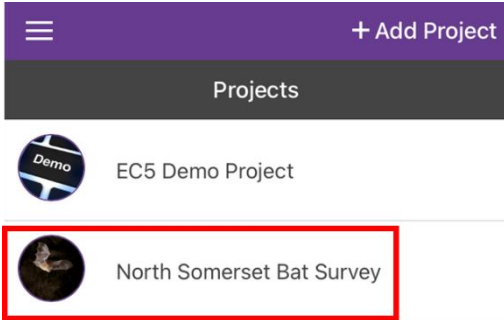 + Add Project
Projects
Demo
EC5 Demo Project
North Somerset Bat Survey